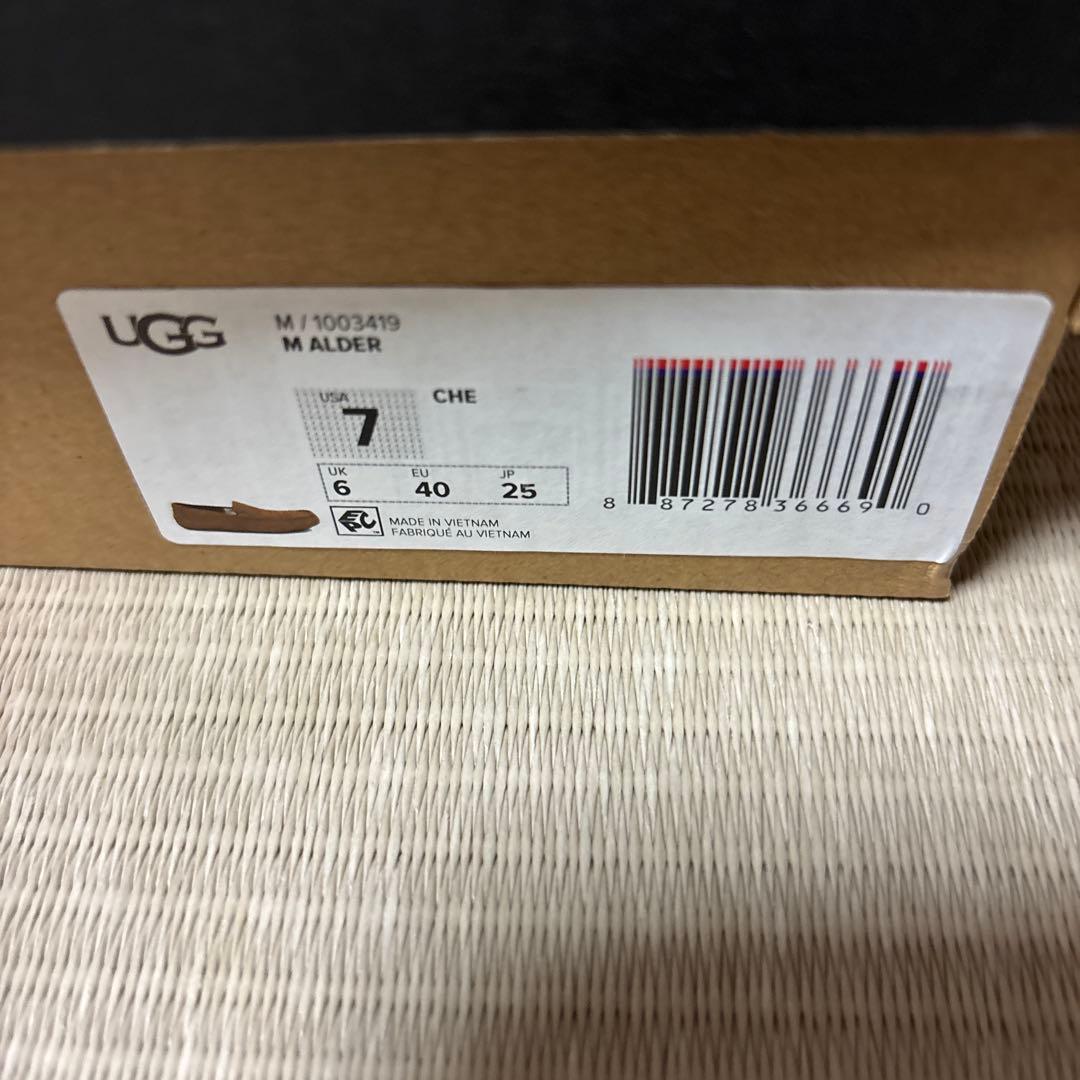 UGG
M / 1003419
M ALDER
USA
7
CHE
UK EU JP
6 40 25
MADE IN VIETNAM
FABRIQUÉ AU VIETNAM
8 87278 36669 0